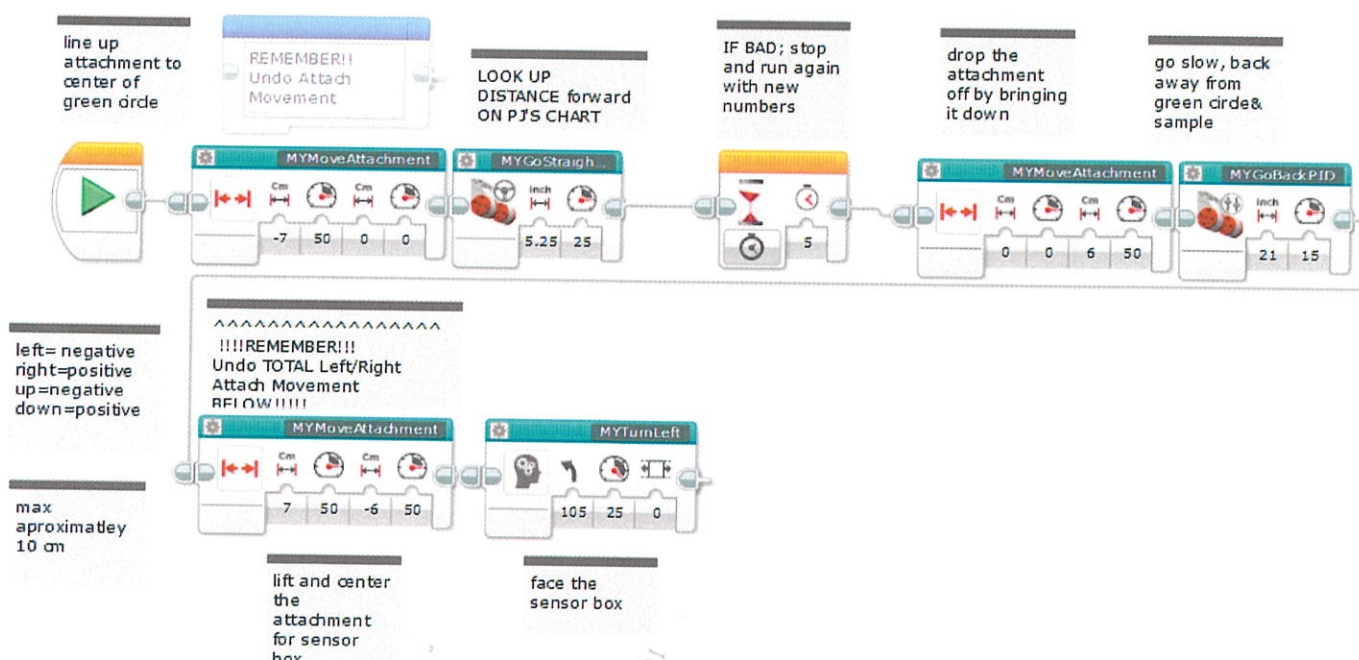 line up
attachment to
center of
green circle
REMEMBER!!
Undo Attach
Movement
LOOK UP
DISTANCE forward
ON PJ'S CHART
IF BAD; stop
and run again
with new
numbers
drop the
attachment
off by bringing
it down
go slow, back
away from
green circle&
sample
MYMoveAttachment
Cm Cm
-7 50 0 0
MYGoStraigh...
inch
5.25 25
5
MYMoveAttachment
Cm Cm
0 0 6 50
MYGoBackPID
inch
21 15
left= negative
right=positive
up=negative
down=positive
^^^^^^^^^^^^^^^^^
!!!!REMEMBER!!!
Undo TOTAL Left/Right
Attach Movement
BELOW!!!!!
MYMoveAttachment
Cm Cm
7 50 -6 50
MYTurnLeft
105 25 0
max
aproximatley
10 cm
lift and center
the
attachment
for sensor
box
face the
sensor box